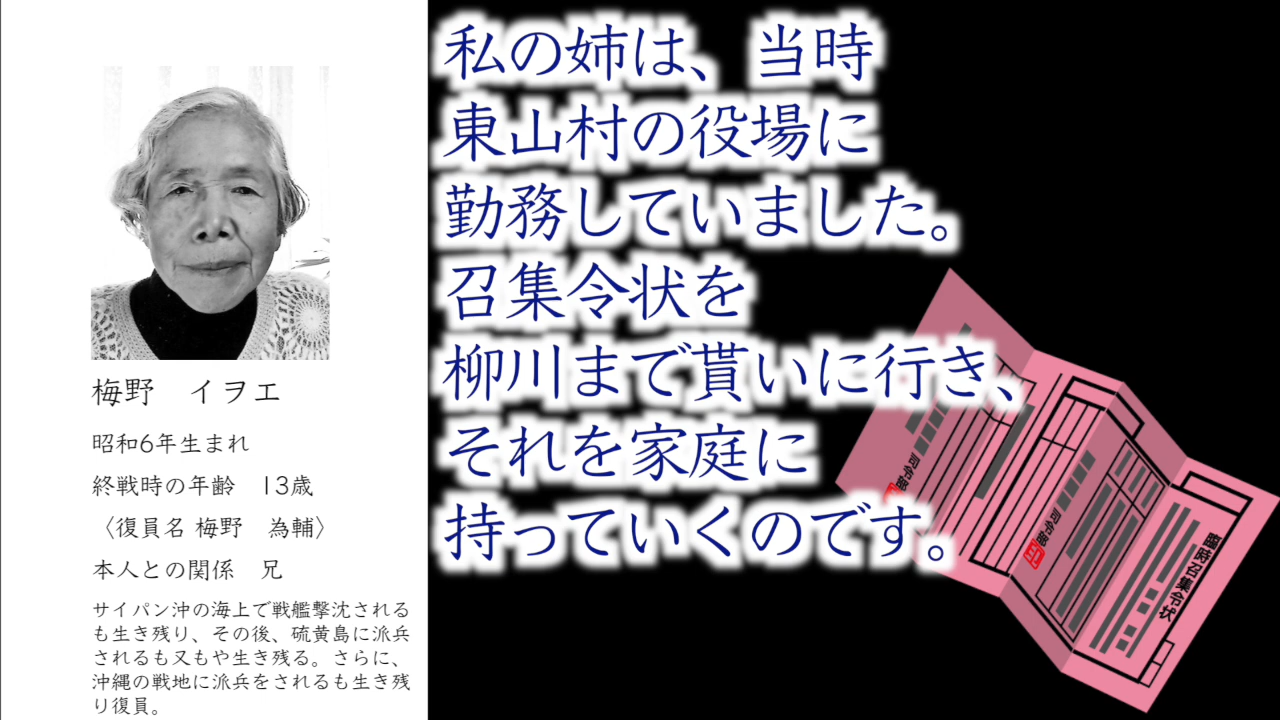 私の姉は、当時
東山村の役場に
勤務していました。
召集令状を
柳川まで貰いに行き、
それを家庭に
持っていくのです。
梅野　イヲエ
昭和6年生まれ
終戦時の年齢　13歳
〈復員名 梅野　為輔〉
本人との関係　兄
サイパン沖の海上で戦艦撃沈される
も生き残り、その後、硫黄島に派兵
されるも又もや生き残る。さらに、
沖縄の戦地に派兵をされるも生き残
り復員。
臨時召集令状
司令部
印
司令部